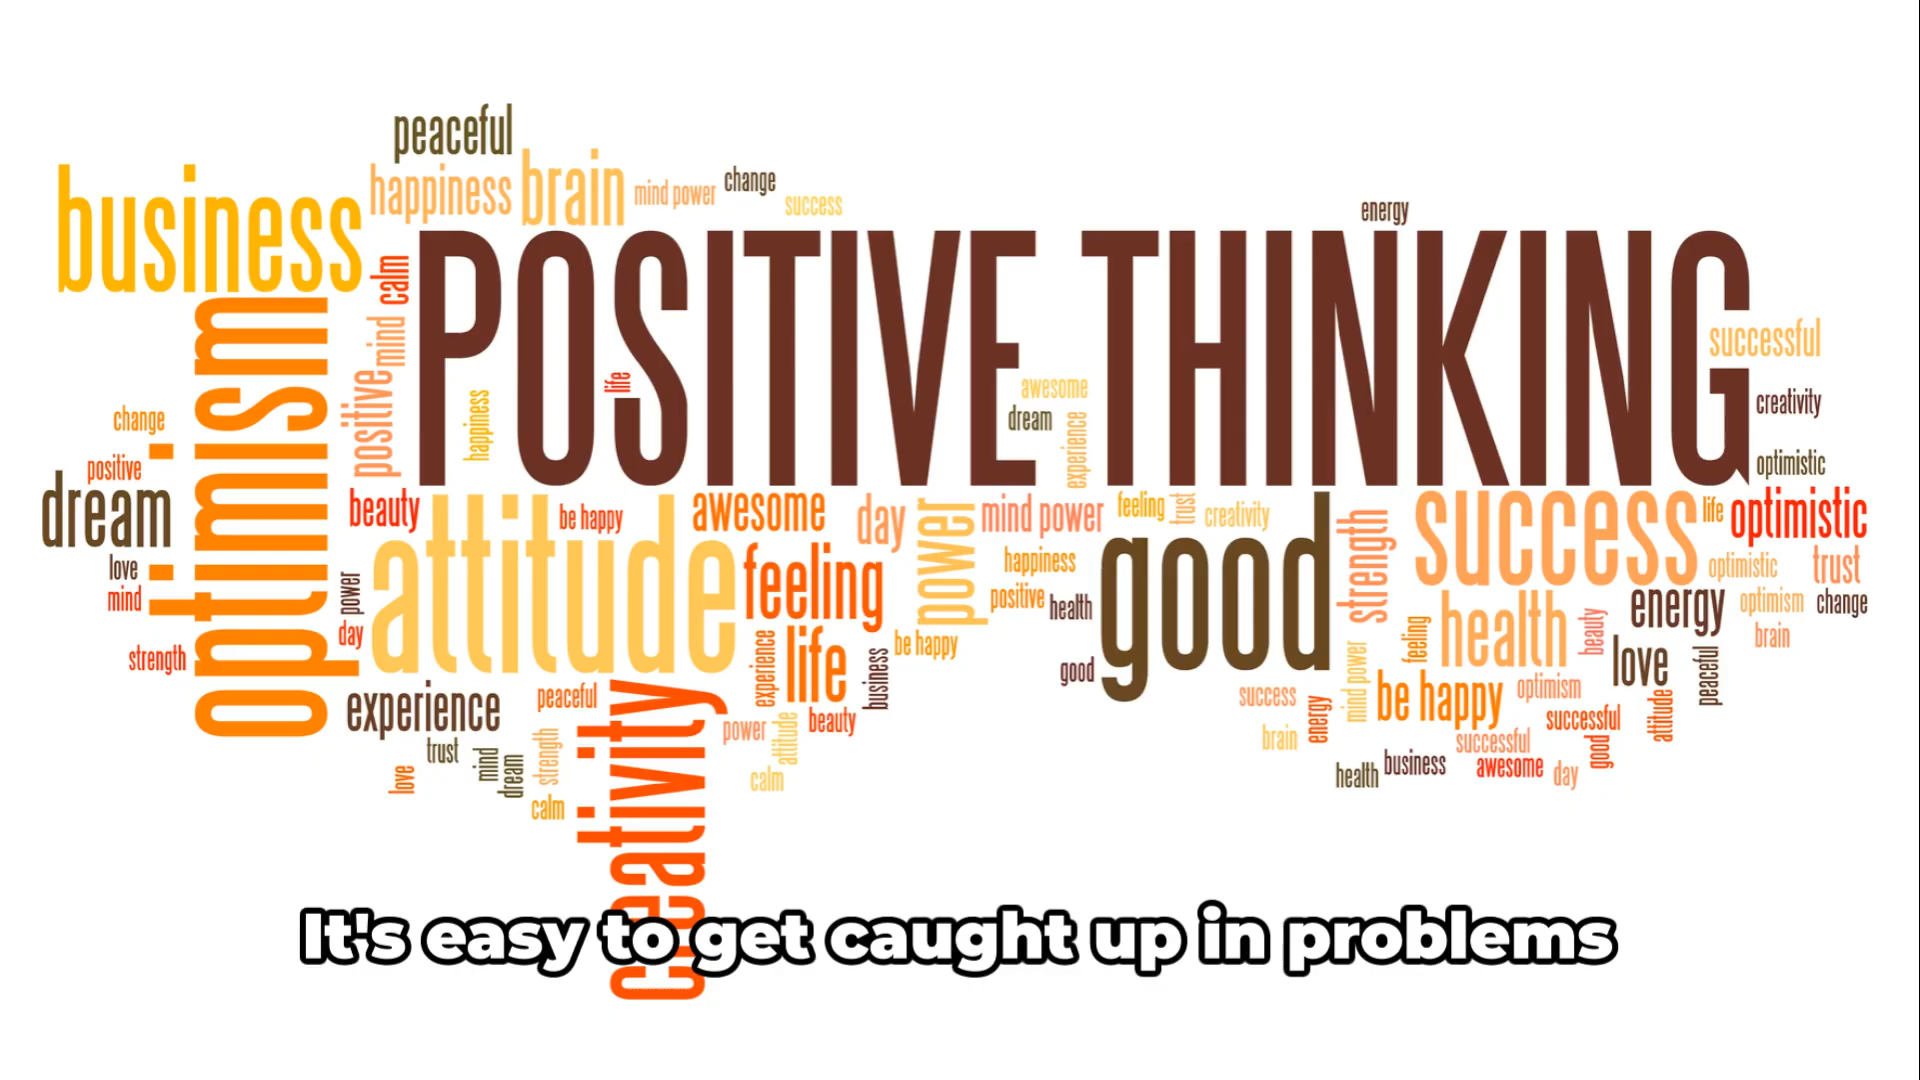 peaceful
happiness brain mind power change success
business
energy
calm
POSITIVE THINKING
optimism
positive mind
happiness
life
awesome
dream
experience
successful
creativity
optimistic
change
positive
dream
love
mind
strength
beauty
attitude
be happy
awesome
day
power
mind power
feeling
trust
creativity
good
strength
success
life
optimistic
power
day
feeling
happiness
positive
health
be happy
good
optimistic
trust
health
beauty
energy
optimism
change
brain
feeling
love
peaceful
experience
life
business
experience
peaceful
creativity
power
attitude
beauty
calm
trust
love
mind
dream
strength
calm
success
energy
brain
mind power
be happy
optimism
successful
attitude
successful
good
health
business
awesome
day
It's easy to get caught up in problems